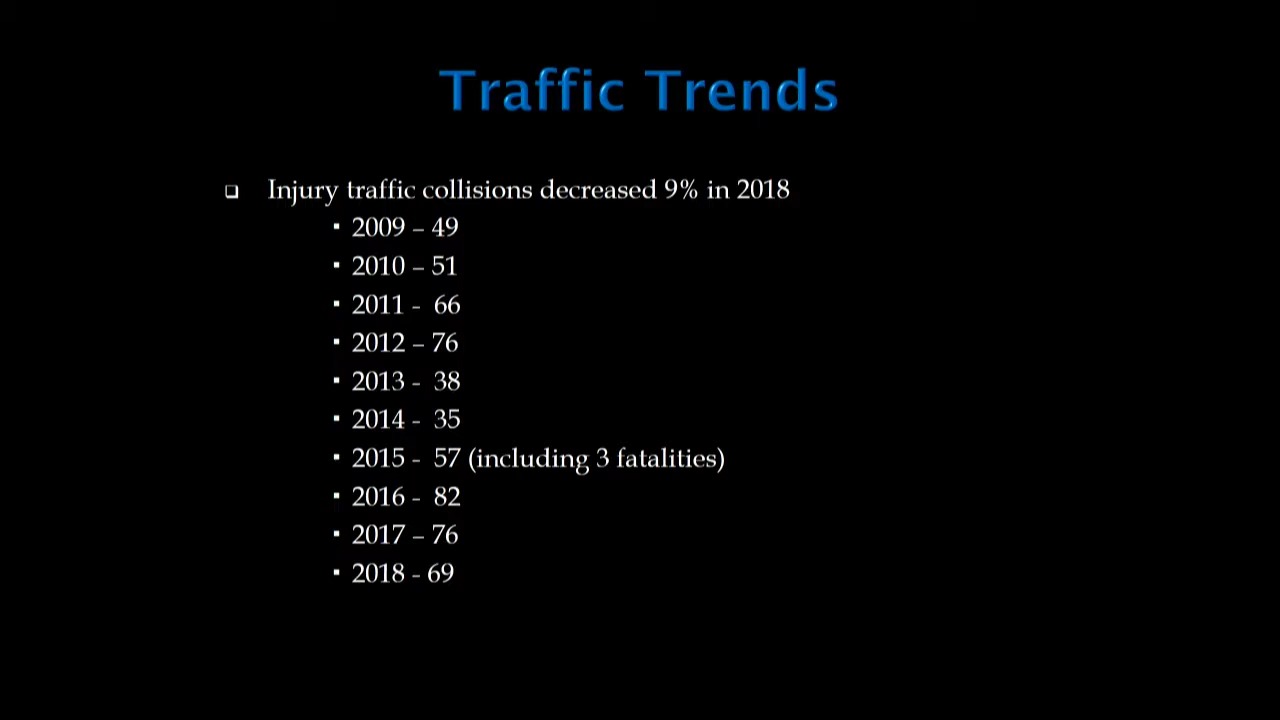 Traffic Trends
❑ Injury traffic collisions decreased 9% in 2018
▪ 2009 – 49
▪ 2010 – 51
▪ 2011 -  66
▪ 2012 – 76
▪ 2013 -  38
▪ 2014 -  35
▪ 2015 -  57 (including 3 fatalities)
▪ 2016 -  82
▪ 2017 – 76
▪ 2018 - 69